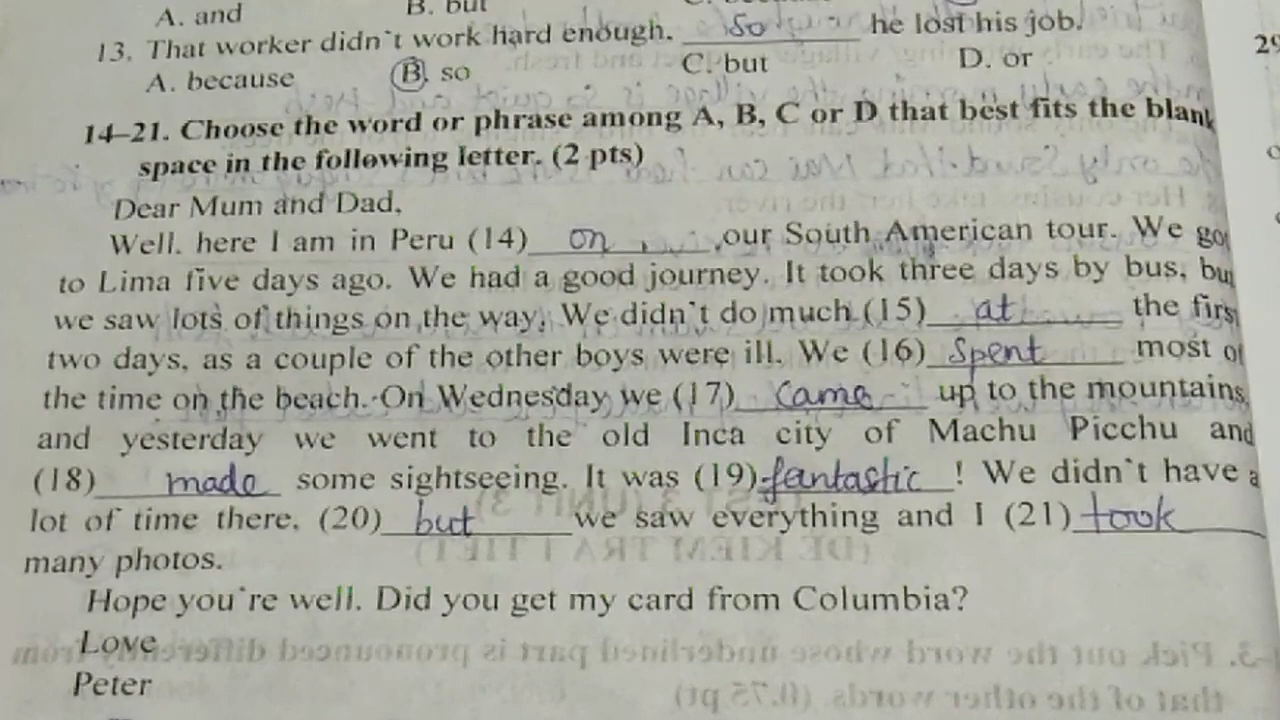 A. and B. but
13. That worker didn't work hard enough. so he lost his job.
A. because B. so C. but D. or
14–21. Choose the word or phrase among A, B, C or D that best fits the blank
space in the following letter. (2 pts)
Dear Mum and Dad,
Well. here I am in Peru (14) on our South American tour. We go
to Lima five days ago. We had a good journey. It took three days by bus, bu
we saw lots of things on the way. We didn't do much (15) at the firs
two days, as a couple of the other boys were ill. We (16) spent most of
the time on the beach. On Wednesday we (17) came up to the mountains
and yesterday we went to the old Inca city of Machu Picchu and
(18) made some sightseeing. It was (19) fantastic ! We didn't have a
lot of time there, (20) but we saw everything and I (21) took
many photos.
Hope you're well. Did you get my card from Columbia?
Love
Peter
29